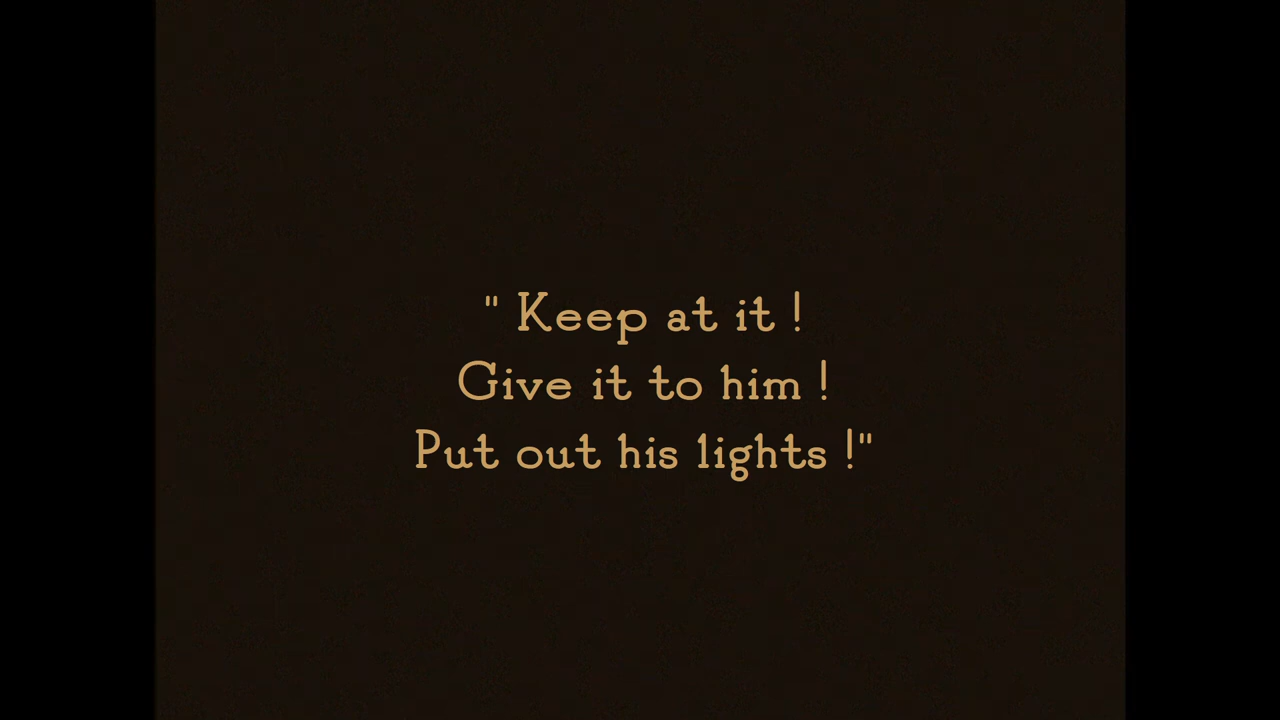 " Keep at it !
Give it to him !
Put out his lights !"